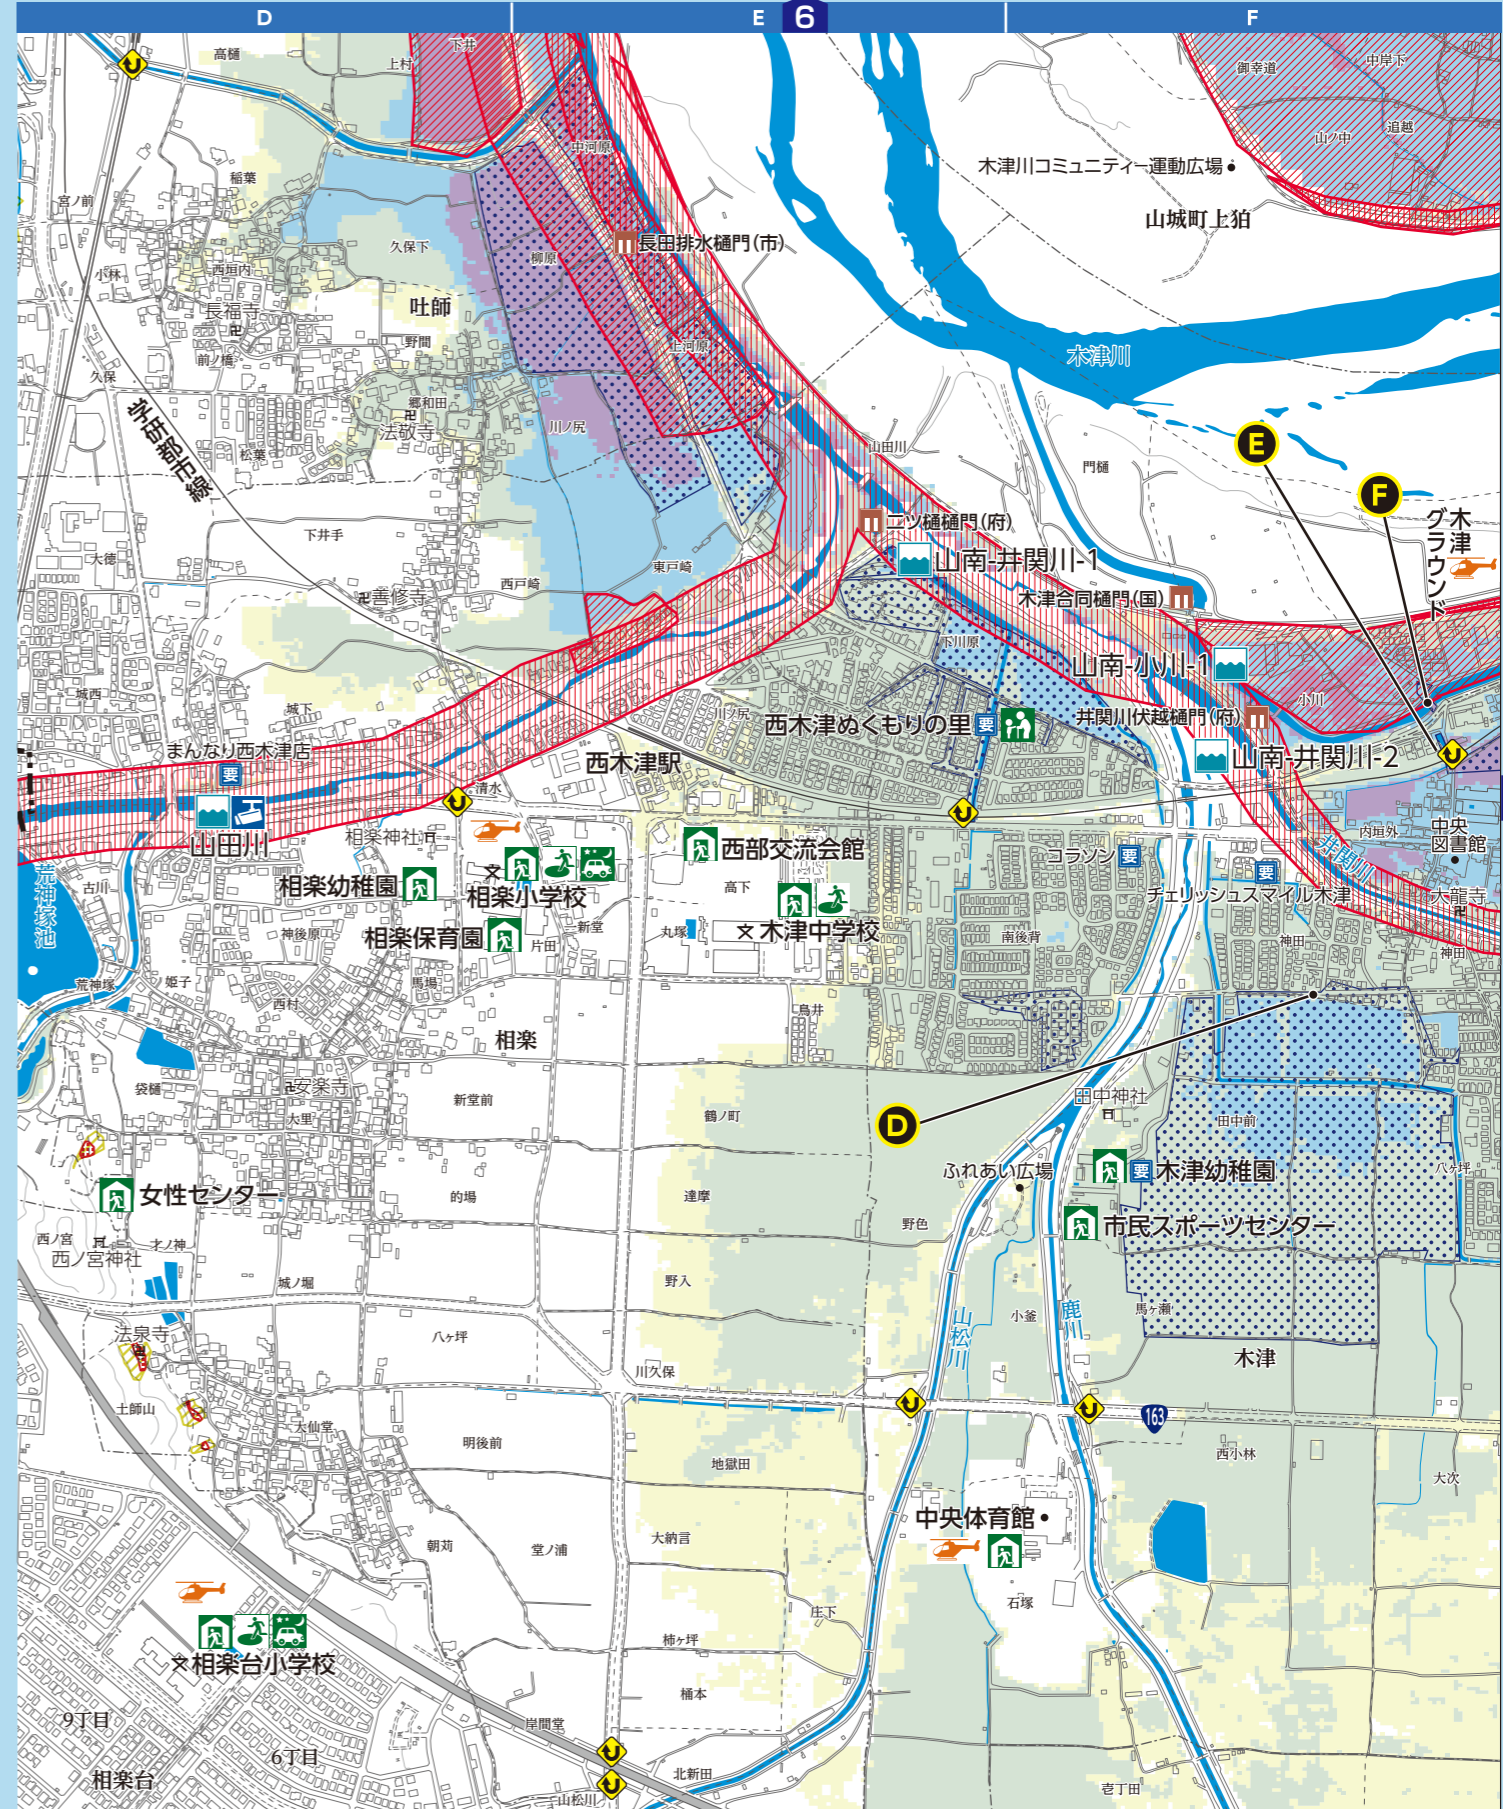 D
E
6
F
高樋
上村
下井
御幸道
中岸下
追越
山ノ中
中河原
木津川コミュニティー運動広場
山城町上狛
稲葉
宮ノ前
久保下
長田排水樋門(市)
柳原
小林
西垣内
長福寺
吐師
野間
前ノ橋
上河原
木津川
久保
郷和田
法敬寺
川ノ尻
学研都市線
松葉
山田川
門樋
E
F
木津
グラウンド
下井手
二ツ樋樋門(府)
大徳
東戸崎
西戸崎
山南-井関川-1
善修寺
木津合同樋門(国)
下川原
山南-小川-1
城西
城下
川ノ尻
小川
西木津ぬくもりの里
要
井関川伏越樋門(府)
まんなり西木津店
要
西木津駅
山南-井関川-2
清水
山田川
相楽神社
西部交流会館
コラソン
要
内垣外
中央
図書館
井関川
古川
荒神塚池
相楽幼稚園
相楽小学校
高下
要
チェリッシュスマイル木津
大龍寺
神後原
相楽保育園
片田
新堂
丸塚
木津中学校
南後背
神田
神田
荒神塚
姫子
西村
馬場
鳥井
相楽
袋樋
安楽寺
大里
新堂前
鶴ノ町
田中神社
田中前
D
女性センター
的場
達摩
ふれあい広場
要
木津幼稚園
八ヶ坪
西ノ宮
西ノ宮神社
才ノ神
野色
市民スポーツセンター
城ノ堀
野入
山松川
小釜
鹿川
馬ヶ瀬
法泉寺
八ヶ坪
木津
川久保
土師山
大仙堂
明後前
163
地獄田
西小林
大次
朝苅
堂ノ浦
大納言
中央体育館
石塚
庄下
柿ヶ坪
相楽台小学校
桶本
9丁目
岸間堂
6丁目
相楽台
北新田
山松川
壱丁田